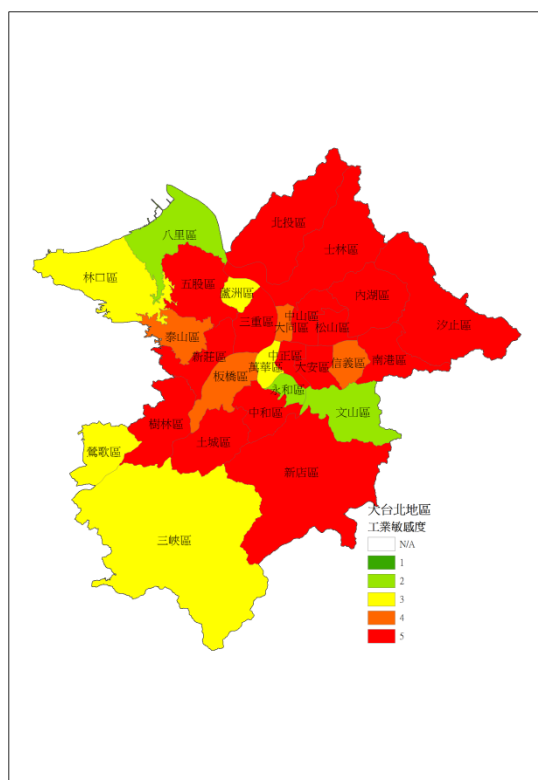 北投區
八里區
士林區
林口區
五股區
內湖區
蘆洲區
三重區
中山區
大同區
松山區
汐止區
泰山區
新莊區
中正區
萬華區
大安區
信義區
南港區
板橋區
永和區
中和區
文山區
樹林區
土城區
鶯歌區
新店區
三峽區
大台北地區
工業敏感度
N/A
1
2
3
4
5